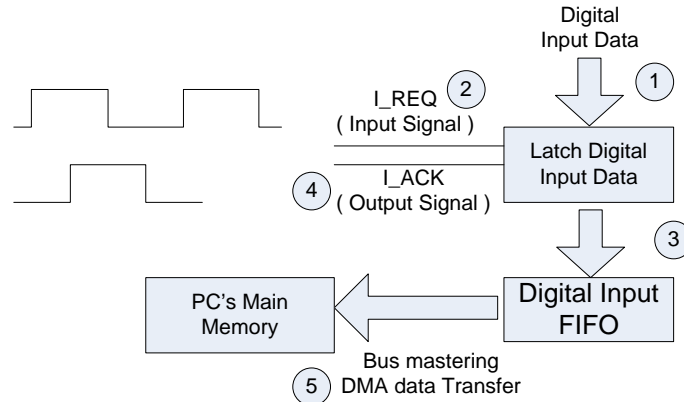 Digital
Input Data
1
2
I_REQ
( Input Signal )
Latch Digital
Input Data
4
I_ACK
( Output Signal )
3
PC's Main
Memory
Digital Input
FIFO
Bus mastering
5
DMA data Transfer